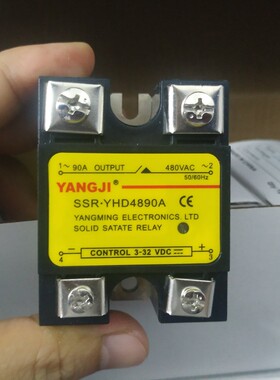 1~ 90A OUTPUT 480VAC ~2
50/60Hz
YANGJI®
SSR-YHD4890A CE
YANGMING ELECTRONICS. LTD
SOLID SATATE RELAY
- CONTROL 3-32 VDC +
4 3